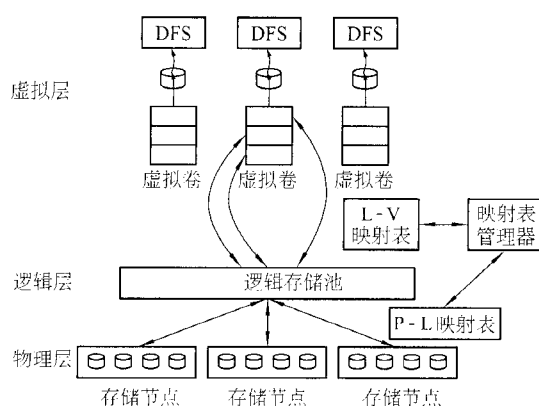 DFS DFS DFS
虚拟层
虚拟卷 虚拟卷 虚拟卷
L-V
映射表
映射表
管理器
逻辑层
逻辑存储池
P-L映射表
物理层
存储节点 存储节点 存储节点